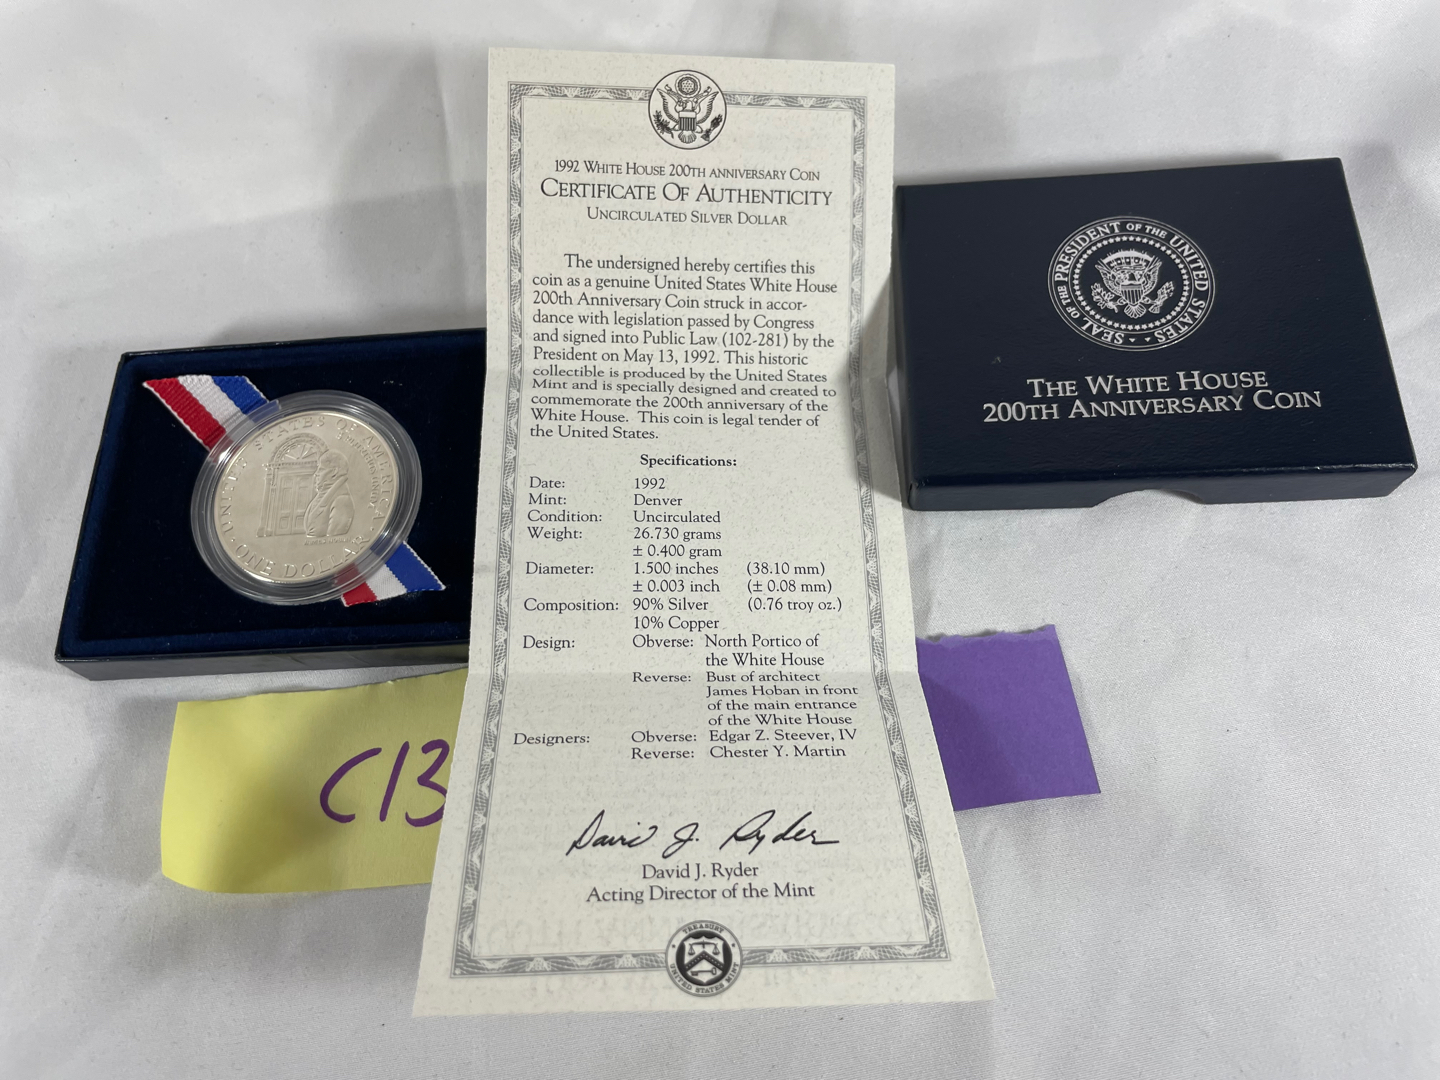 1992 WHITE HOUSE 200TH ANNIVERSARY COIN
CERTIFICATE OF AUTHENTICITY
UNCIRCULATED SILVER DOLLAR
The undersigned hereby certifies this
coin as a genuine United States White House
200th Anniversary Coin struck in accor-
dance with legislation passed by Congress
and signed into Public Law (102-281) by the
President on May 13, 1992. This historic
collectible is produced by the United States
Mint and is specially designed and created to
commemorate the 200th anniversary of the
White House. This coin is legal tender of
the United States.
Specifications:
Date: 1992
Mint: Denver
Condition: Uncirculated
Weight: 26.730 grams
± 0.400 gram
Diameter: 1.500 inches (38.10 mm)
± 0.003 inch (± 0.08 mm)
Composition: 90% Silver (0.76 troy oz.)
10% Copper
Design: Obverse: North Portico of
the White House
Reverse: Bust of architect
James Hoban in front
of the main entrance
of the White House
Designers: Obverse: Edgar Z. Steever, IV
Reverse: Chester Y. Martin
David J. Ryder
David J. Ryder
Acting Director of the Mint
TREASURY
UNITED STATES MINT
SEAL OF THE PRESIDENT OF THE UNITED STATES
THE WHITE HOUSE
200TH ANNIVERSARY COIN
UNITED STATES OF AMERICA
ONE DOLLAR
C13